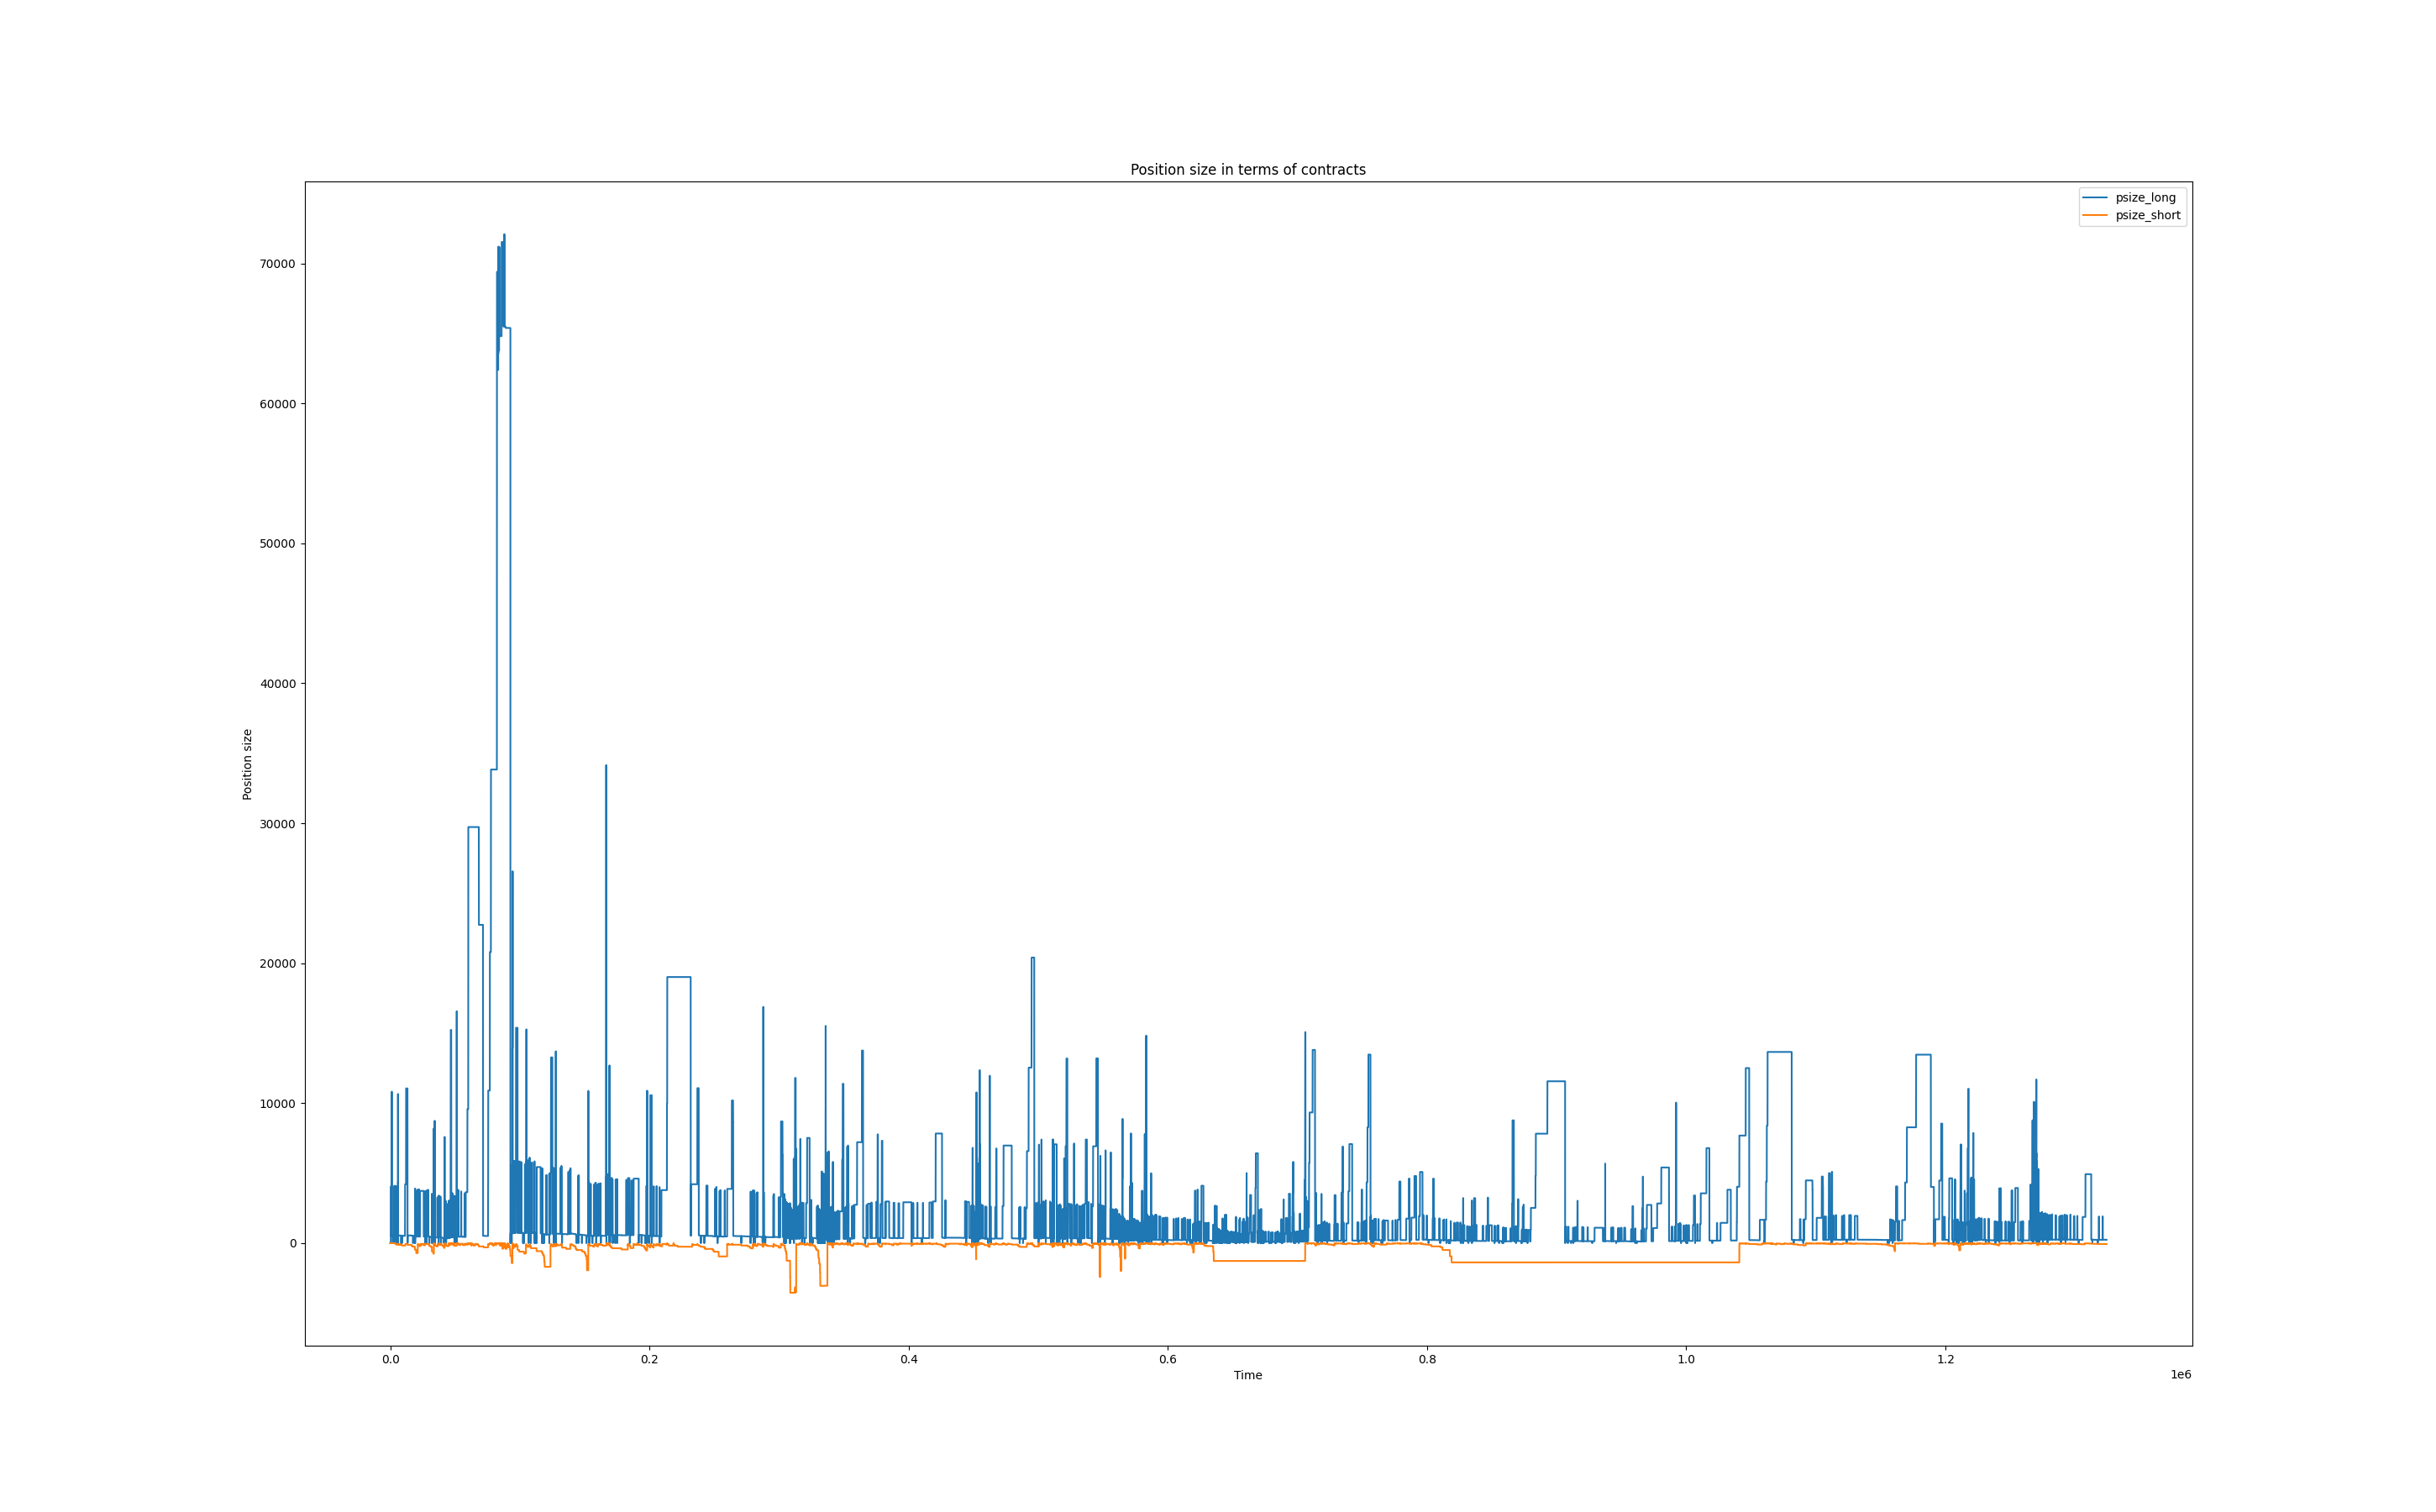 Position size in terms of contracts
psize_long
psize_short
70000
60000
50000
40000
30000
20000
10000
0
Position size
0.0 0.2 0.4 0.6 0.8 1.0 1.2
Time
1e6